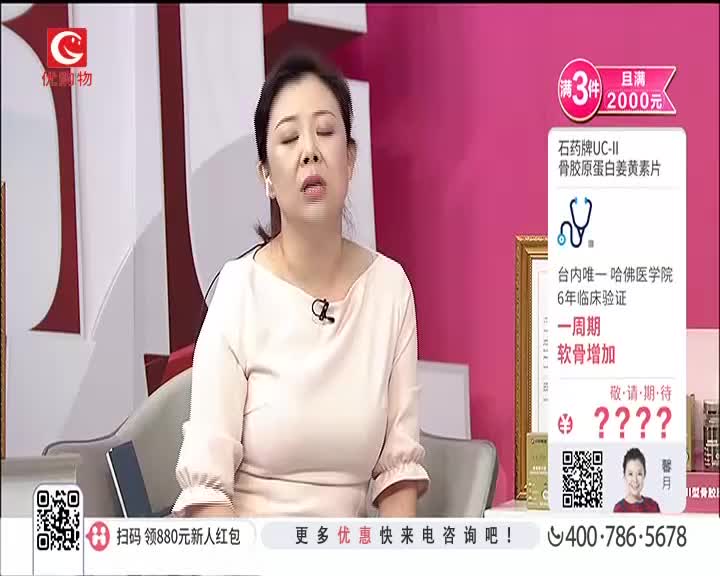 优购物
满3件
且满
2000元
石药牌UC-II
骨胶原蛋白姜黄素片
台内唯一 哈佛医学院
6年临床验证
一周期
软骨增加
敬·请·期·待
¥ ????
馨月
扫码 领880元新人红包
更多优惠快来电咨询吧！
400-786-5678